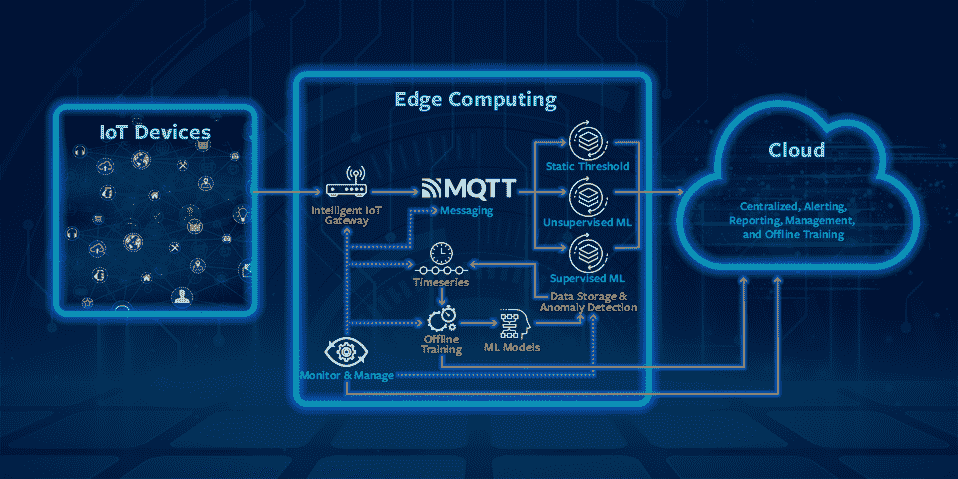 Edge Computing
IoT Devices
Cloud
Static Threshold
MQTT
Intelligent IoT
Gateway
Messaging
Unsupervised ML
Centralized, Alerting,
Reporting, Management,
and Offline Training
Timeseries
Supervised ML
Data Storage &
Anomaly Detection
Offline
Training
ML Models
Monitor & Manage